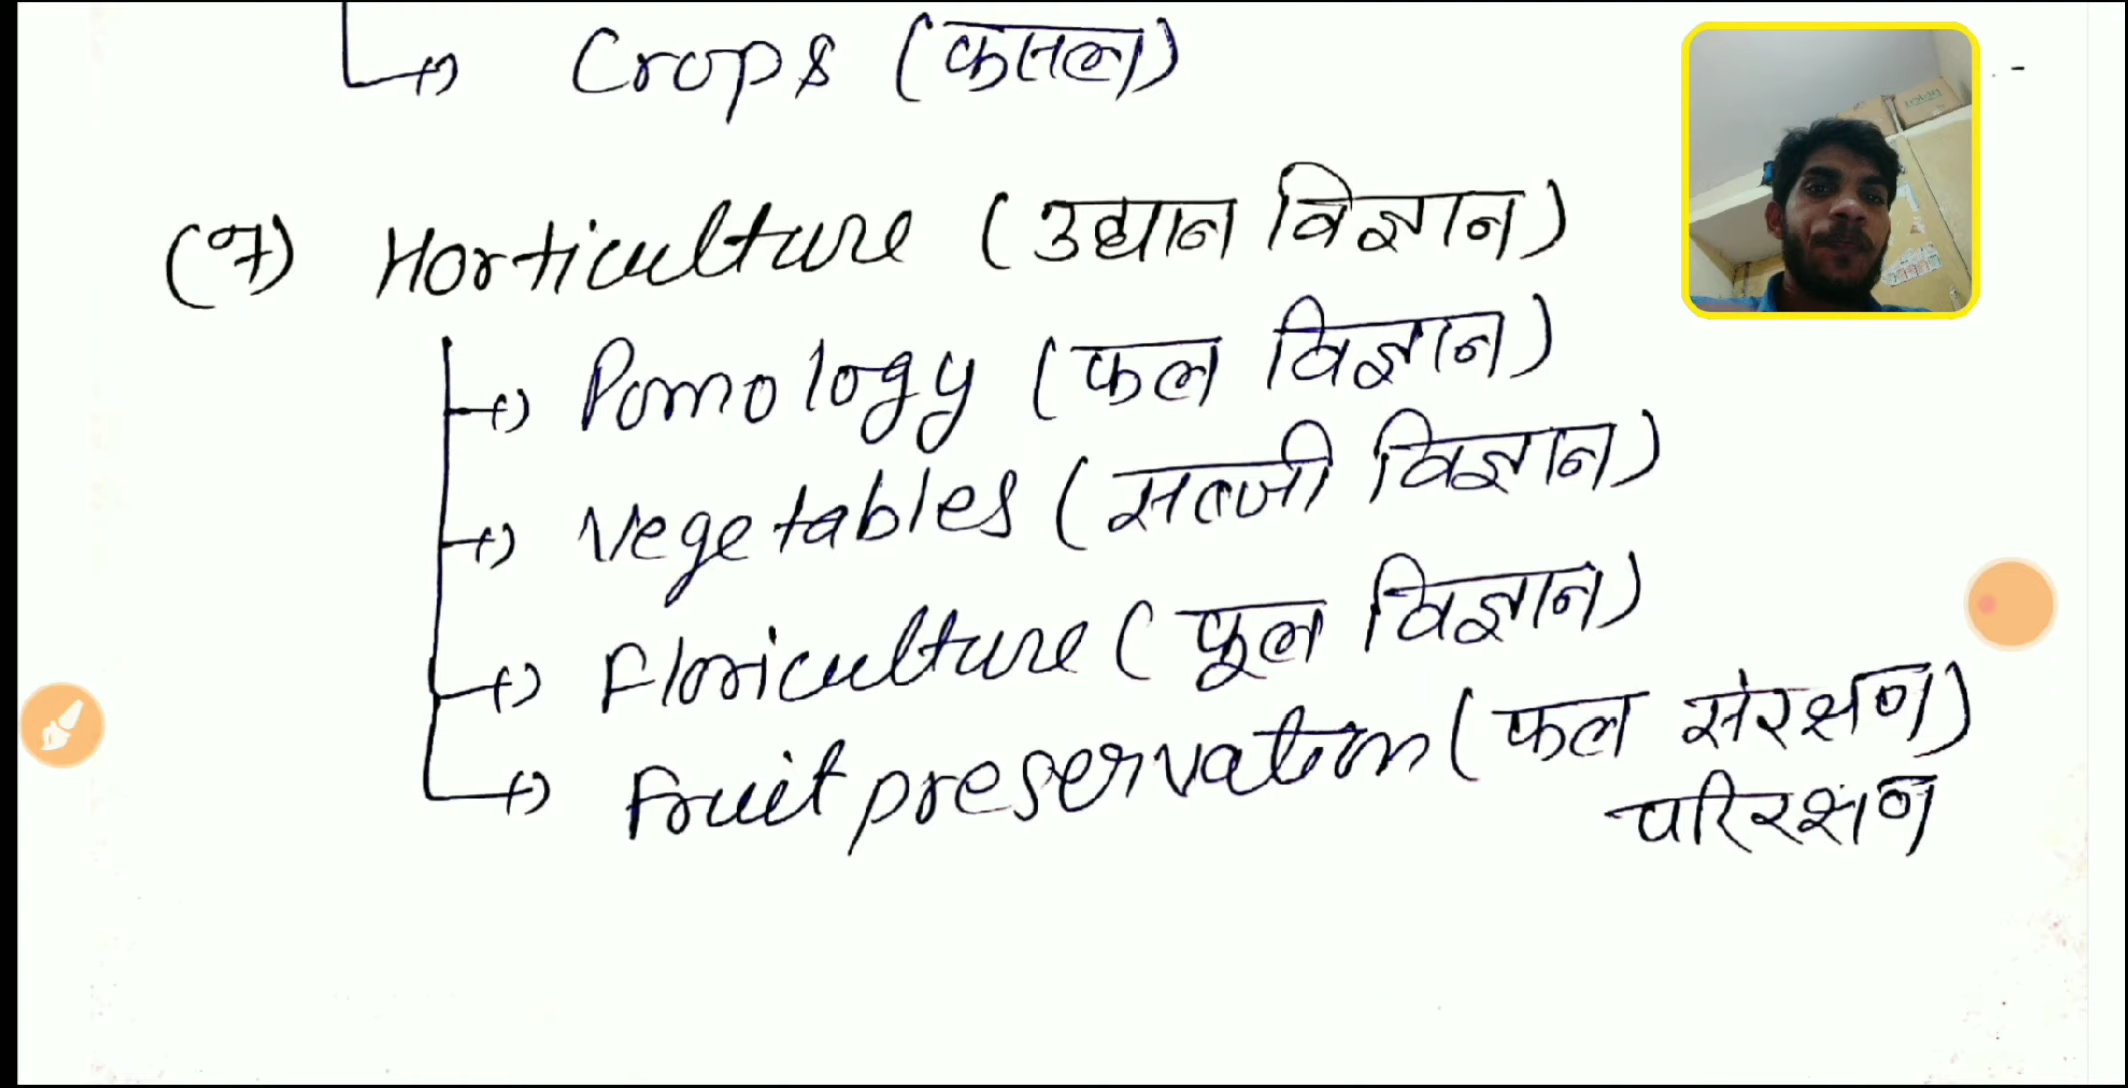 Crops (फसल)
(7) Horticulture (उद्यान विज्ञान)
Pomology (फल विज्ञान)
Vegetables (सब्जी विज्ञान)
Floriculture (फूल विज्ञान)
Fruit preservation (फल संरक्षण)
परिरक्षण